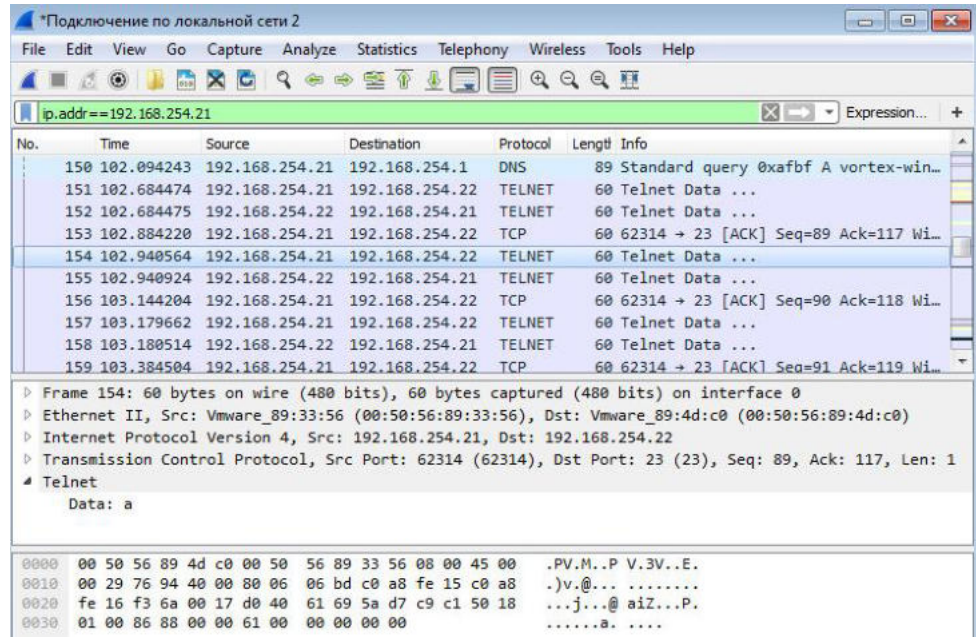 *Подключение по локальной сети 2
File Edit View Go Capture Analyze Statistics Telephony Wireless Tools Help
ip.addr==192.168.254.21 Expression... +
No. Time Source Destination Protocol Length Info
150 102.094243 192.168.254.21 192.168.254.1 DNS 89 Standard query 0xafbf A vortex-win…
151 102.684474 192.168.254.21 192.168.254.22 TELNET 60 Telnet Data ...
152 102.684475 192.168.254.22 192.168.254.21 TELNET 60 Telnet Data ...
153 102.884220 192.168.254.21 192.168.254.22 TCP 60 62314 → 23 [ACK] Seq=89 Ack=117 Wi…
154 102.940564 192.168.254.21 192.168.254.22 TELNET 60 Telnet Data ...
155 102.940924 192.168.254.22 192.168.254.21 TELNET 60 Telnet Data ...
156 103.144204 192.168.254.21 192.168.254.22 TCP 60 62314 → 23 [ACK] Seq=90 Ack=118 Wi…
157 103.179662 192.168.254.21 192.168.254.22 TELNET 60 Telnet Data ...
158 103.180514 192.168.254.22 192.168.254.21 TELNET 60 Telnet Data ...
159 103.384504 192.168.254.21 192.168.254.22 TCP 60 62314 → 23 [ACK] Seq=91 Ack=119 Wi…
Frame 154: 60 bytes on wire (480 bits), 60 bytes captured (480 bits) on interface 0
Ethernet II, Src: Vmware_89:33:56 (00:50:56:89:33:56), Dst: Vmware_89:4d:c0 (00:50:56:89:4d:c0)
Internet Protocol Version 4, Src: 192.168.254.21, Dst: 192.168.254.22
Transmission Control Protocol, Src Port: 62314 (62314), Dst Port: 23 (23), Seq: 89, Ack: 117, Len: 1
Telnet
Data: a
0000 00 50 56 89 4d c0 00 50 56 89 33 56 08 00 45 00 .PV.M..P V.3V..E.
0010 00 29 76 94 40 00 80 06 06 bd c0 a8 fe 15 c0 a8 .)v.@... ........
0020 fe 16 f3 6a 00 17 d0 40 61 69 5a d7 c9 c1 50 18 ...j...@ aiZ...P.
0030 01 00 86 88 00 00 61 00 00 00 00 00 ......a. ....